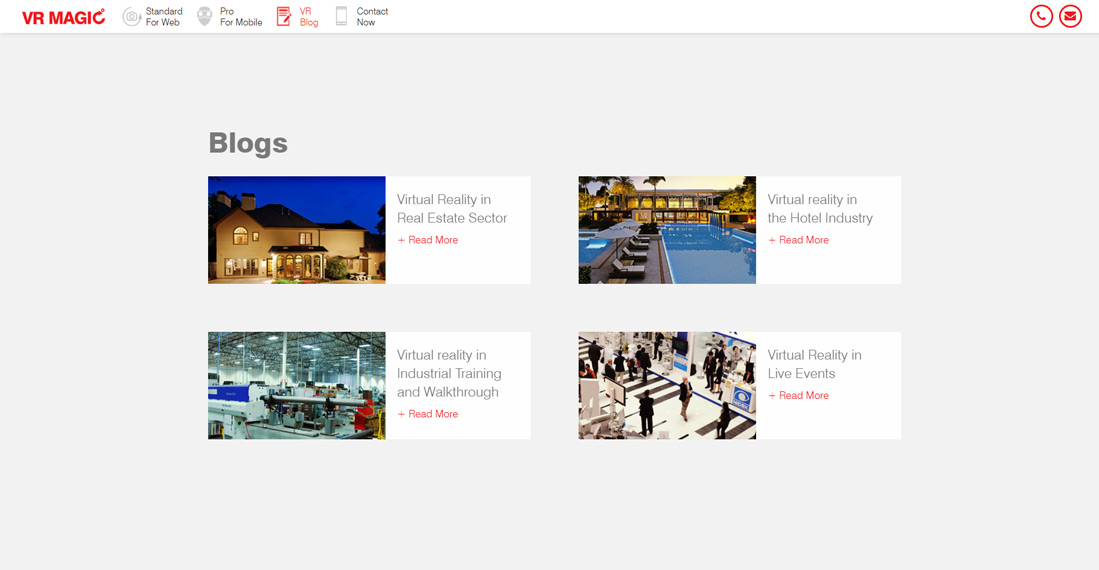 VR MAGIC
Standard
For Web
Pro
For Mobile
VR
Blog
Contact
Now
Blogs
Virtual Reality in
Real Estate Sector
+ Read More
Virtual reality in
the Hotel Industry
+ Read More
Virtual reality in
Industrial Training
and Walkthrough
+ Read More
Virtual Reality in
Live Events
+ Read More